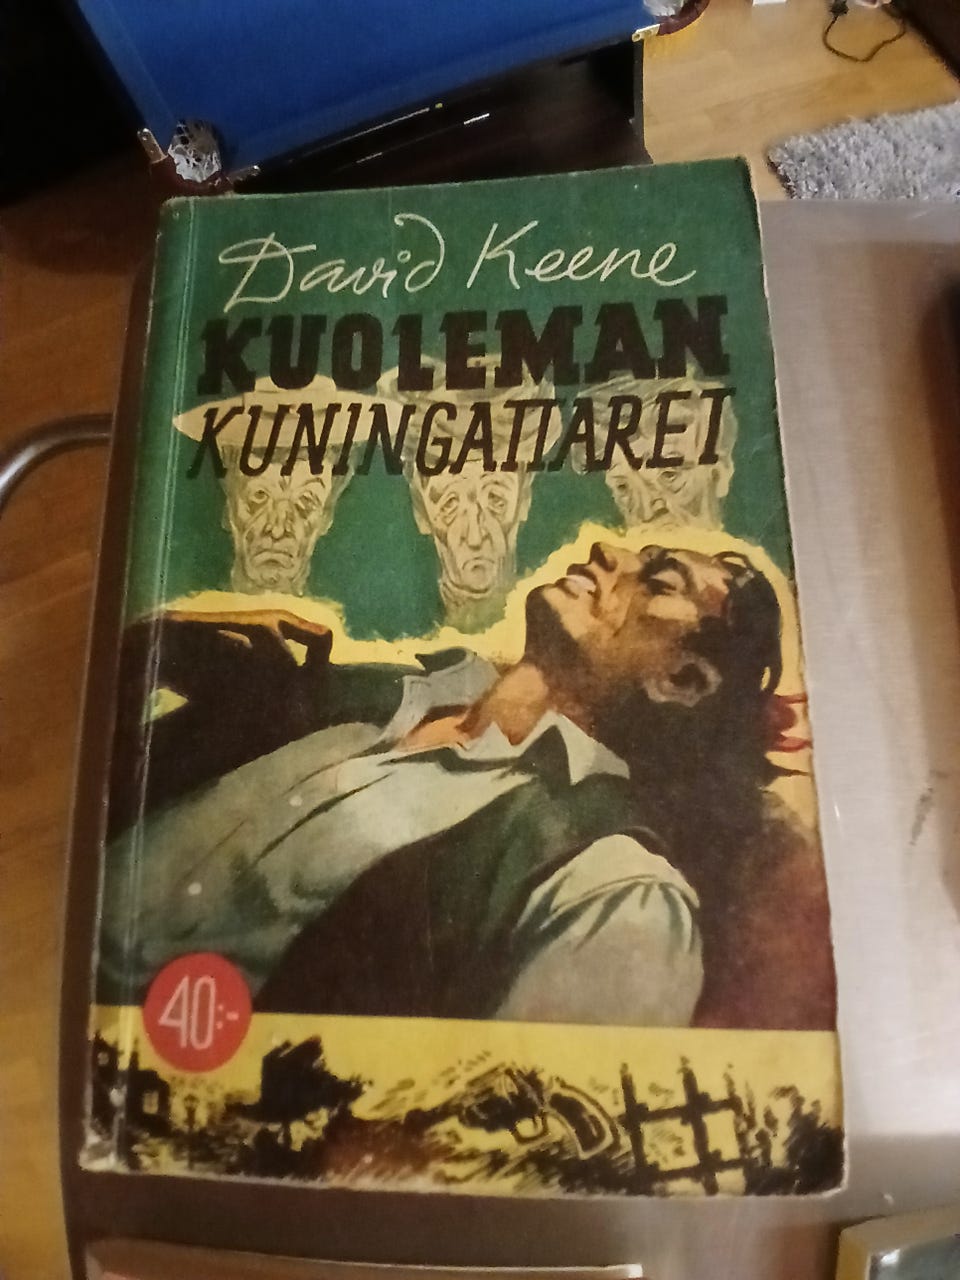 David Keene
KUOLEMAN
KUNINGATTARET
40:-